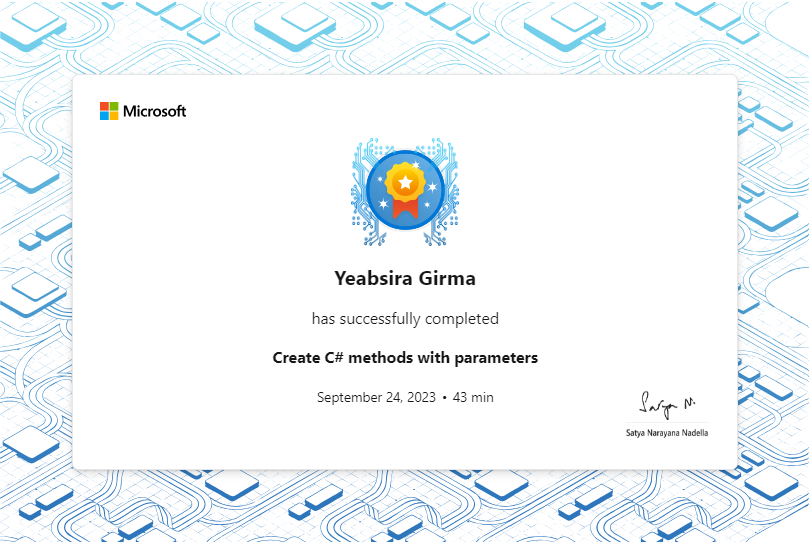 Microsoft
Yeabsira Girma
has successfully completed
Create C# methods with parameters
September 24, 2023 • 43 min
Satya N.
Satya Narayana Nadella